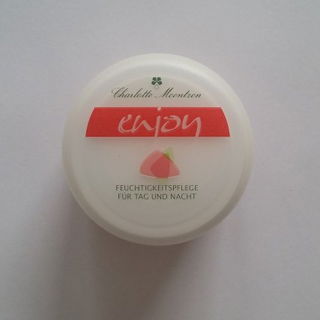 Charlotte Meentzen
enjoy
FEUCHTIGKEITSPFLEGE
FÜR TAG UND NACHT